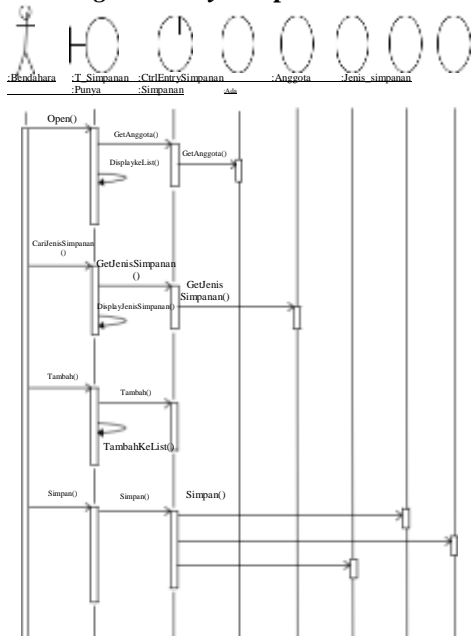 :Bendahara :T_Simpanan :CtrlEntrySimpanan :Anggota :Jenis_simpanan
:Punya :Simpanan :Ada
Open()
GetAnggota()
GetAnggota()
DisplaykeList()
CariJenisSimpanan
()
GetJenisSimpanan
()
GetJenis
Simpanan()
DisplayJenisSimpanan()
Tambah()
Tambah()
TambahKeList()
Simpan()
Simpan()
Simpan()